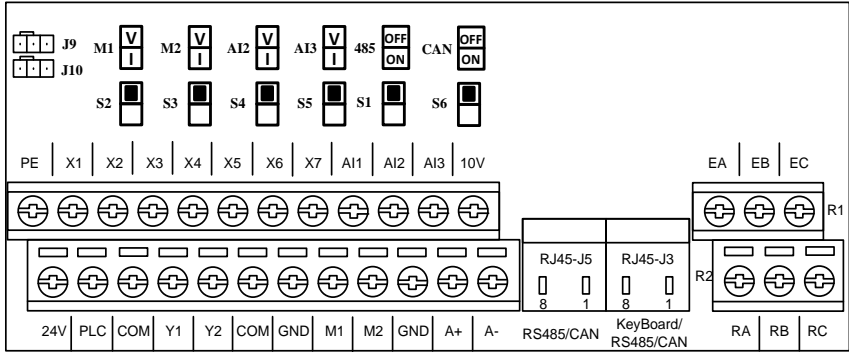 J9 M1 V I M2 V I AI2 V I AI3 V I 485 OFF ON CAN OFF ON
J10
S2 S3 S4 S5 S1 S6
PE X1 X2 X3 X4 X5 X6 X7 AI1 AI2 AI3 10V EA EB EC
R1
RJ45-J5 RJ45-J3 R2
8 1 8 1
24V PLC COM Y1 Y2 COM GND M1 M2 GND A+ A- RS485/CAN KeyBoard/ RA RB RC
RS485/CAN